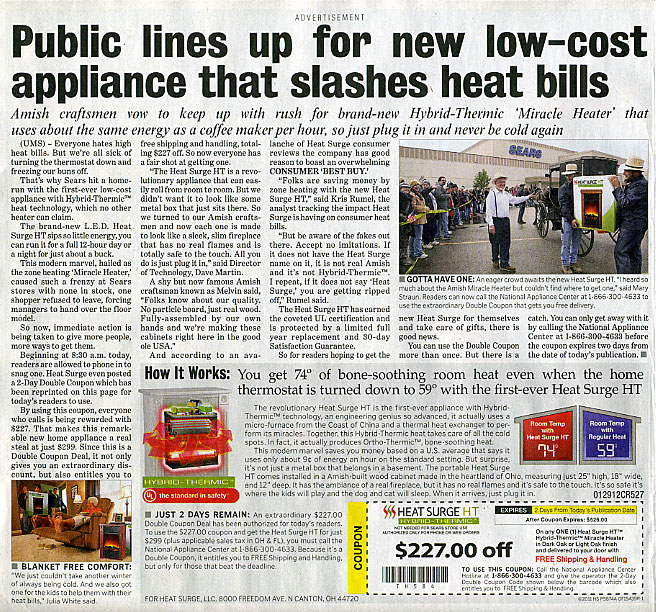 ADVERTISEMENT
Public lines up for new low-cost
appliance that slashes heat bills
Amish craftsmen vow to keep up with rush for brand-new Hybrid-Thermic 'Miracle Heater' that
uses about the same energy as a coffee maker per hour, so just plug it in and never be cold again
(UMS) – Everyone hates high
heat bills. But we're all sick of
turning the thermostat down and
freezing our buns off.
That's why Sears hit a home-
run with the first-ever low-cost
appliance with Hybrid-Thermic™
heat technology, which no other
heater can claim.
The brand-new L.E.D. Heat
Surge HT sips so little energy, you
can run it for a full 12-hour day or
a night for just about a buck.
This modern marvel, hailed as
the zone heating 'Miracle Heater,'
caused such a frenzy at Sears
stores with none in stock, one
shopper refused to leave, forcing
managers to hand over the floor
model.
So now, immediate action is
being taken to give more people,
more ways to get them.
Beginning at 8:30 a.m. today,
readers are allowed to phone in to
snag one. Heat Surge even posted
a 2-Day Double Coupon which has
been reprinted on this page for
today's readers to use.
By using this coupon, everyone
who calls is being rewarded with
$227. That makes this remark-
able new home appliance a real
steal at just $299. Since this is a
Double Coupon Deal, it not only
gives you an extraordinary dis-
count, but also entitles you to
free shipping and handling, total-
ing $227 off. So now everyone has
a fair shot at getting one.
"The Heat Surge HT is a rev-
olutionary appliance that can eas-
ily roll from room to room. But we
didn't want it to look like some
metal box that just sits there. So
we turned to our Amish crafts-
men and now each one is made
to look like a sleek, slim fireplace
that has no real flames and is
totally safe to the touch. All you
do is just plug it in," said Director
of Technology, Dave Martin.
A shy but now famous Amish
craftsman known as Melvin said,
"Folks know about our quality.
No particle board, just real wood.
Fully-assembled by our own
hands and we're making these
cabinets right here in the good
ole USA."
And according to an ava-
lanche of Heat Surge consumer
reviews the company has good
reason to boast an overwhelming
CONSUMER 'BEST BUY.'
"Folks are saving money by
zone heating with the new Heat
Surge HT," said Kris Rumel, the
analyst tracking the impact Heat
Surge is having on consumer heat
bills.
"But be aware of the fakes out
there. Accept no imitations. If
it does not have the Heat Surge
name on it, it is not real Amish
and it's not Hybrid-Thermic™.
I repeat, if it does not say 'Heat
Surge,' you are getting ripped
off," Rumel said.
The Heat Surge HT has earned the
coveted UL certification and
is protected by a limited full
year replacement and 30-day
Satisfaction Guarantee.
So for readers hoping to get the
SEARS
HEAT SURGE
GOTTA HAVE ONE: An eager crowd awaits the new Heat Surge HT. "I heard so
much about the Amish Miracle Heater but couldn't find where to get one," said Mary
Straun. Readers can now call the National Appliance Center at 1-866-300-4633 to
use the extraordinary Double Coupon that gets you free delivery.
new Heat Surge for themselves
and take care of gifts, there is
good news.
You can use the Double Coupon
more than once. But there is a
catch. You can only get away with it
by calling the National Appliance
Center at 1-866-300-4633 before
the coupon expires two days from
the date of today's publication.
How It Works: You get 74° of bone-soothing room heat even when the home
thermostat is turned down to 59° with the first-ever Heat Surge HT
HYBRID-THERMIC
UL the standard in safety
The revolutionary Heat Surge HT is the first-ever appliance with Hybrid-
Thermic™ technology, an engineering genius so advanced, it actually uses a
micro-furnace from the Coast of China and a thermal heat exchanger to per-
form its miracles. Together, this Hybrid-Thermic heat takes care of all the cold
spots. In fact, it actually produces Ortho-Thermic™, bone-soothing heat.
This modern marvel saves you money based on a U.S. average that says it
uses only about 9¢ of energy an hour on the standard setting. But surprise,
it's not just a metal box that belongs in a basement. The portable Heat Surge
HT comes installed in a Amish-built wood cabinet made in the heartland of Ohio, measuring just 25" high, 18" wide,
and 12" deep. It has the ambiance of a real fireplace, but it has no real flames and it's safe to the touch. It's so safe it's
where the kids will play and the dog and cat will sleep. When it arrives, just plug it in.
Room Temp
with
Heat Surge HT
74°
Room Temp
with
Regular Heat
59°
012912CR527
BLANKET FREE COMFORT:
"We just couldn't take another winter
of always being cold. And we also got
one for the kids to help them with their
heat bills," Julia White said.
JUST 2 DAYS REMAIN: An extraordinary $227.00
Double Coupon Deal has been authorized for today's readers.
To use the $227.00 coupon and get the Heat Surge HT for just
$299 (plus applicable sales tax in OH & FL), you must call the
National Appliance Center at 1-866-300-4633. Because it's a
Double Coupon, it entitles you to FREE Shipping and Handling,
but only for those that beat the deadline.
FOR HEAT SURGE, LLC. 8000 FREEDOM AVE. N CANTON, OH 44720
COUPON
HEAT SURGE HT
HYBRID-THERMIC™
NOT REDEEMED FOR SEARS STORE USE
AUTHORIZED ONLY FOR PHONE OR WEB ORDERS
$227.00 off
TH584
EXPIRES 2 Days From Today's Publication Date
After Coupon Expires: $526.00
On any ONE (1) Heat Surge HT™
Hybrid-Thermic™ Miracle Heater
in Dark Oak or Light Oak finish
and delivered to your door with
FREE Shipping & Handling
TO USE THIS COUPON: Call the National Appliance
Hotline at 1-866-300-4633 and give the operator the 2-Day
Double Coupon Code shown below the barcode which also
entitles you to FREE Shipping and Handling.